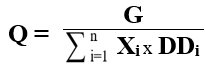 Q = G / ∑ⁿᵢ₌₁ Xᵢ x DDᵢ